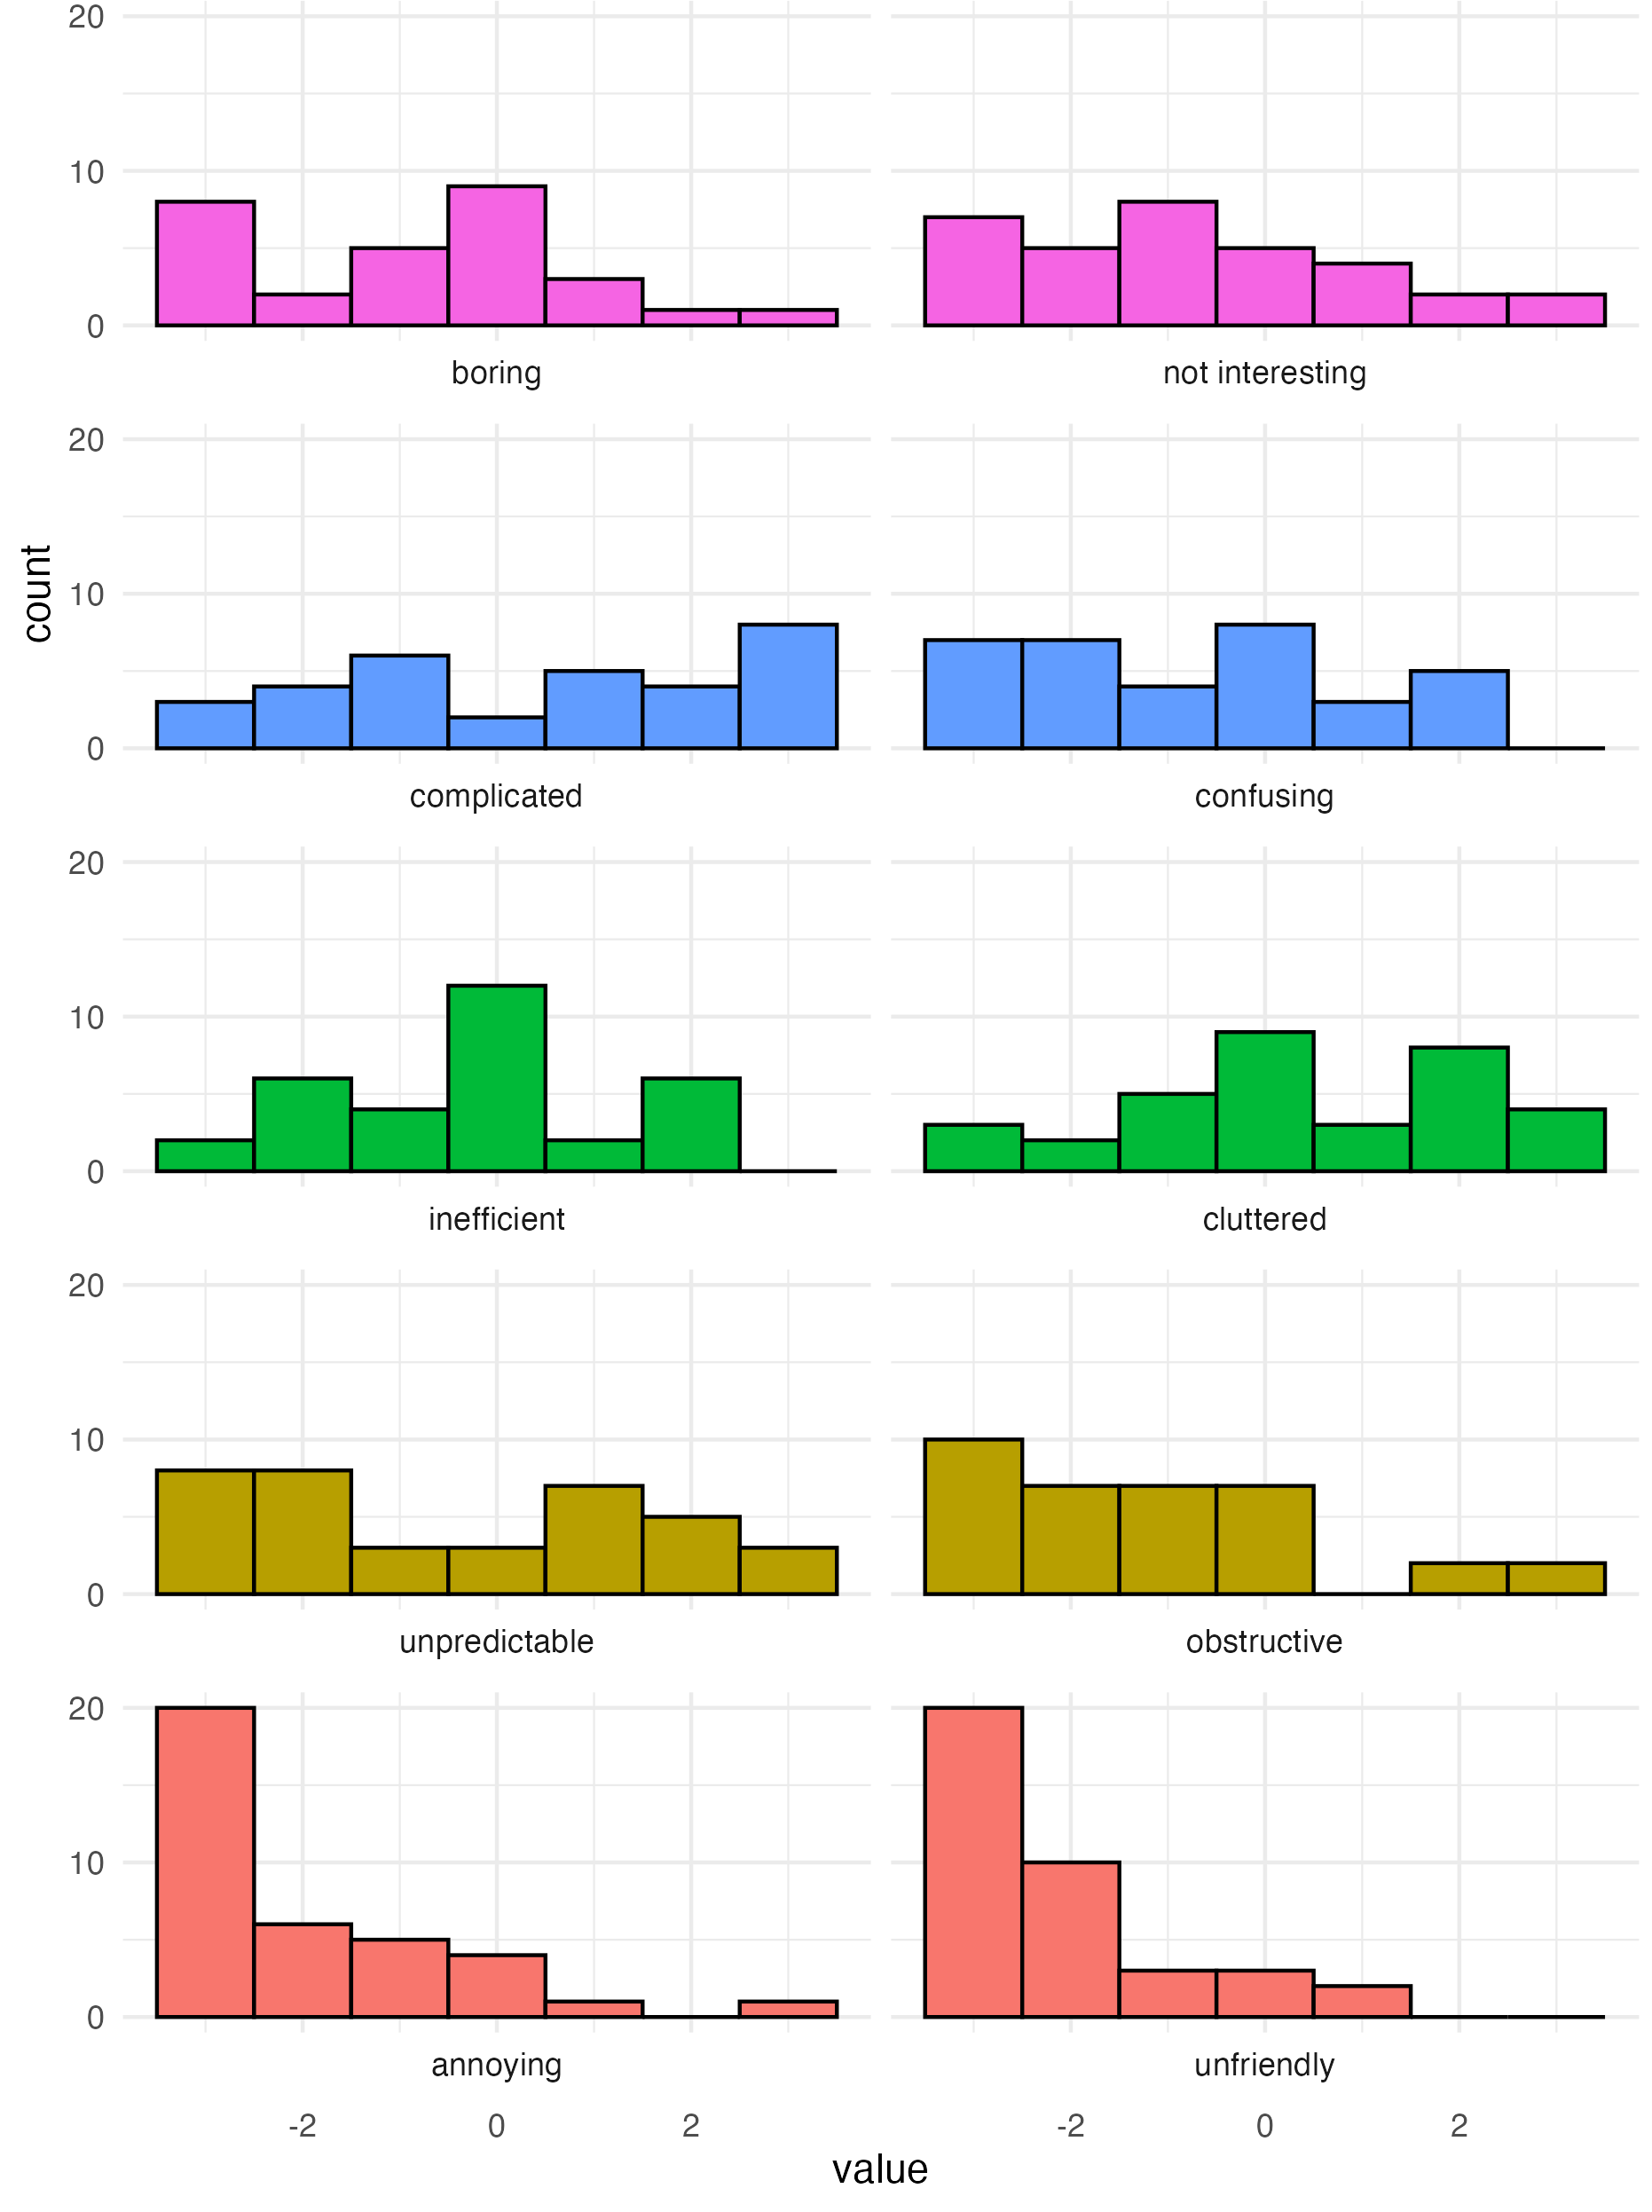 20
10
0
boring
not interesting
20
10
0
complicated
confusing
count
20
10
0
inefficient
cluttered
20
10
0
unpredictable
obstructive
20
10
0
annoying
unfriendly
-2 0 2 -2 0 2
value